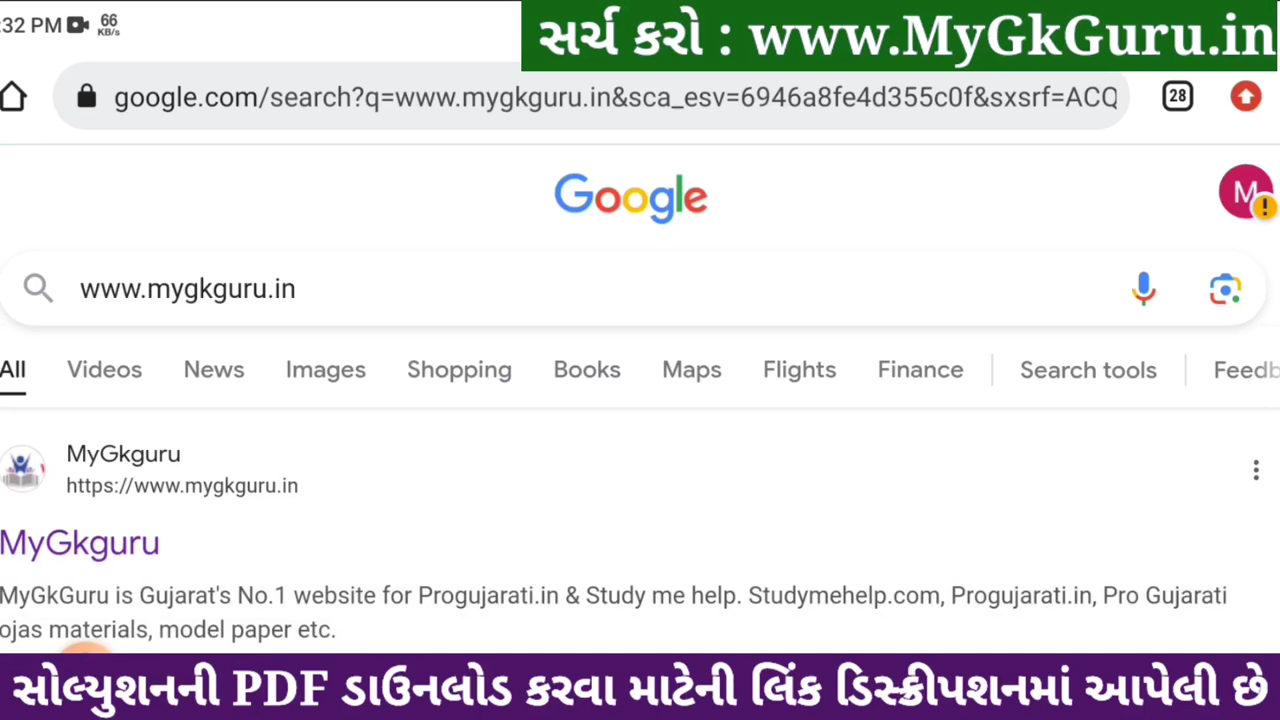 :32 PM 66 KB/s
સર્ચ કરો : www.MyGkGuru.in
google.com/search?q=www.mygkguru.in&sca_esv=6946a8fe4d355c0f&sxsrf=ACQ
28
Google
M
www.mygkguru.in
All Videos News Images Shopping Books Maps Flights Finance Search tools Feedb
MyGkguru
https://www.mygkguru.in
MyGkguru
MyGkGuru is Gujarat's No.1 website for Progujarati.in & Study me help. Studymehelp.com, Progujarati.in, Pro Gujarati
ojas materials, model paper etc.
સોલ્યુશનની PDF ડાઉનલોડ કરવા માટેની લિંક ડિસ્ક્રીપશનમાં આપેલી છે